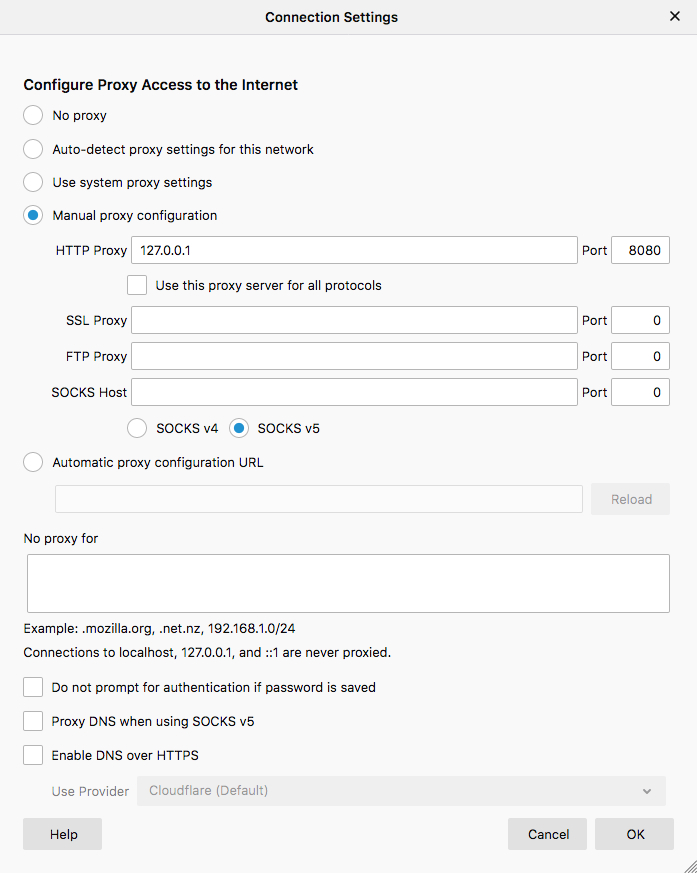 Connection Settings
Configure Proxy Access to the Internet
No proxy
Auto-detect proxy settings for this network
Use system proxy settings
Manual proxy configuration
HTTP Proxy 127.0.0.1 Port 8080
Use this proxy server for all protocols
SSL Proxy Port 0
FTP Proxy Port 0
SOCKS Host Port 0
SOCKS v4 SOCKS v5
Automatic proxy configuration URL
Reload
No proxy for
Example: .mozilla.org, .net.nz, 192.168.1.0/24
Connections to localhost, 127.0.0.1, and ::1 are never proxied.
Do not prompt for authentication if password is saved
Proxy DNS when using SOCKS v5
Enable DNS over HTTPS
Use Provider Cloudflare (Default)
Help Cancel OK